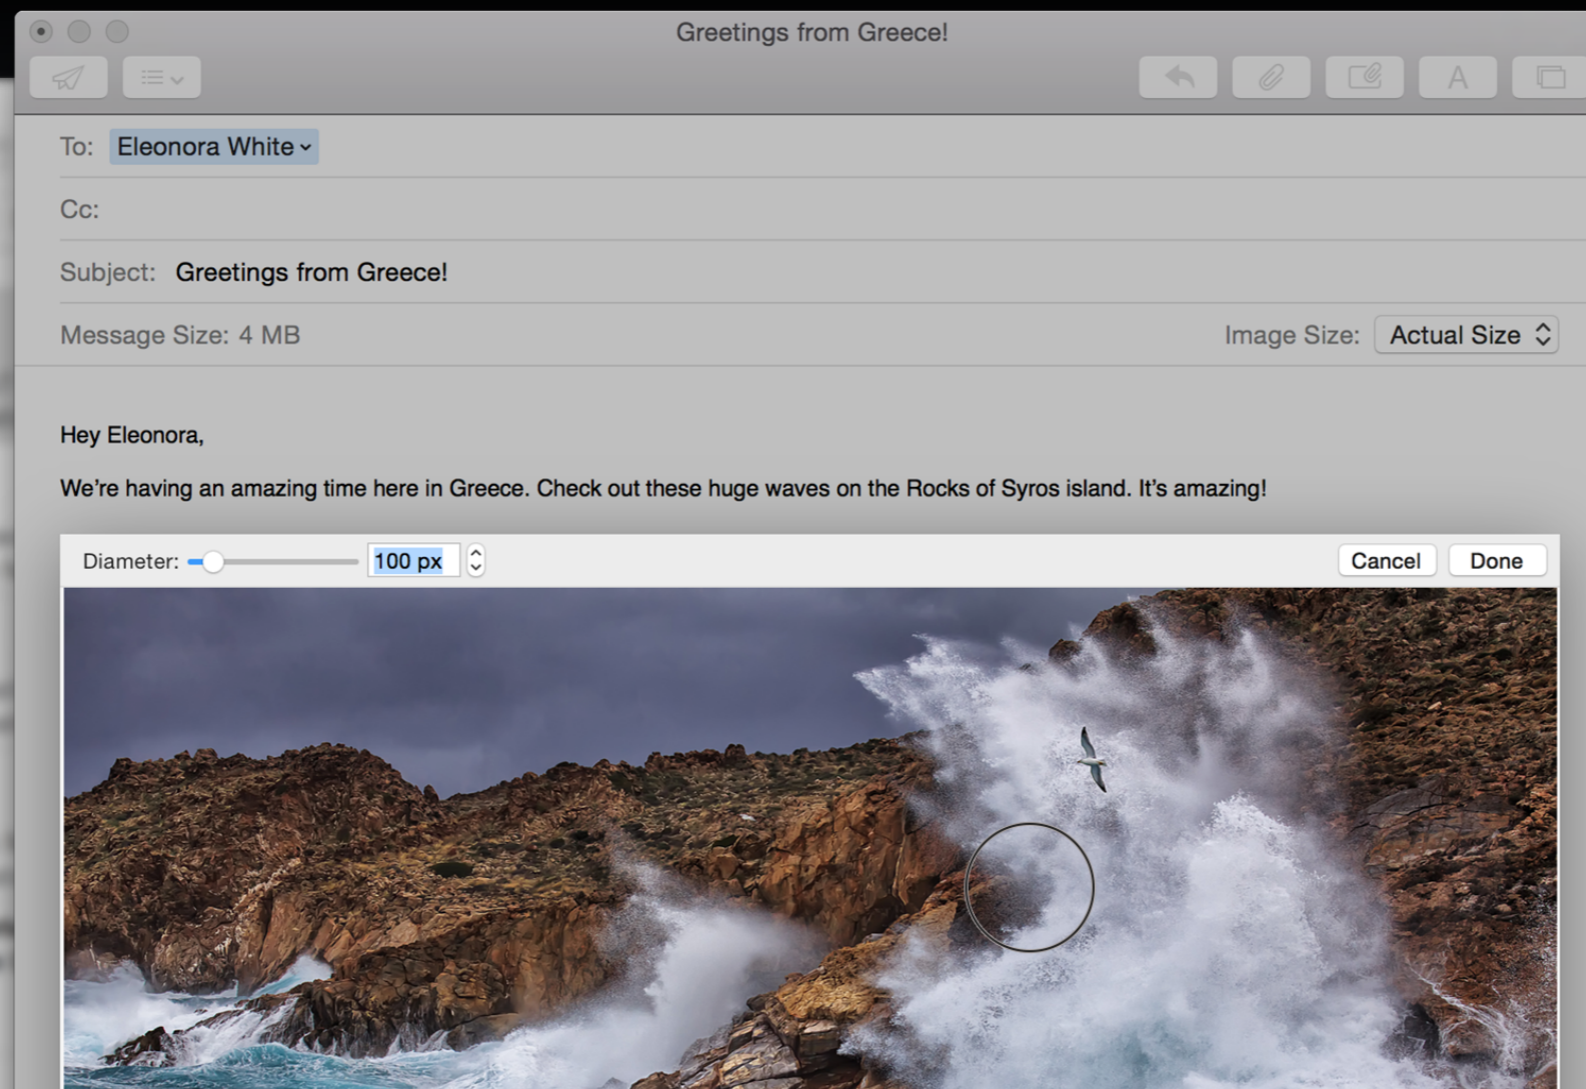 Greetings from Greece!
A
To: Eleonora White
Cc:
Subject: Greetings from Greece!
Message Size: 4 MB Image Size: Actual Size
Hey Eleonora,
We’re having an amazing time here in Greece. Check out these huge waves on the Rocks of Syros island. It’s amazing!
Diameter: 100 px Cancel Done